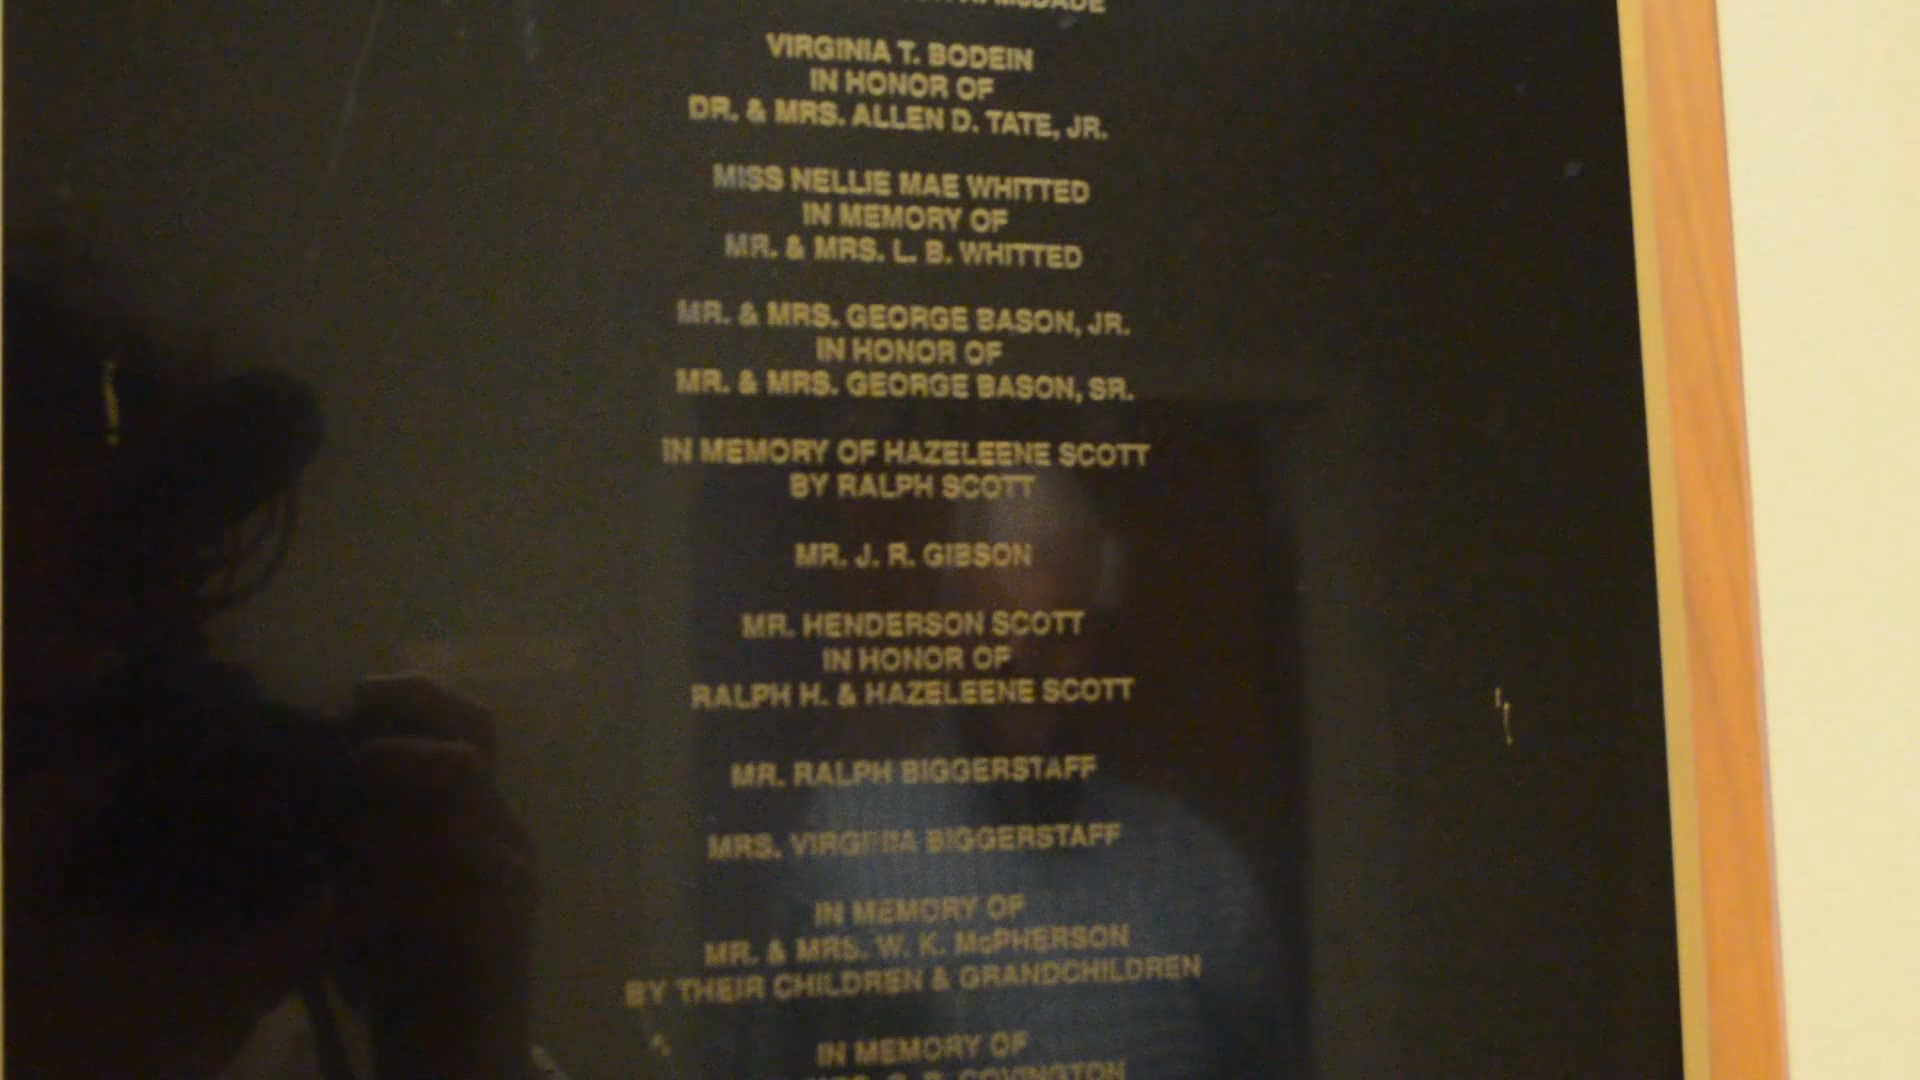 VIRGINIA T. BODEIN
IN HONOR OF
DR. & MRS. ALLEN D. TATE, JR.
MISS NELLIE MAE WHITTED
IN MEMORY OF
MR. & MRS. L. B. WHITTED
MR. & MRS. GEORGE BASON, JR.
IN HONOR OF
MR. & MRS. GEORGE BASON, SR.
IN MEMORY OF HAZELEENE SCOTT
BY RALPH SCOTT
MR. J. R. GIBSON
MR. HENDERSON SCOTT
IN HONOR OF
RALPH H. & HAZELEENE SCOTT
MR. RALPH BIGGERSTAFF
MRS. VIRGINIA BIGGERSTAFF
IN MEMORY OF
MR. & MRS. W. K. McPHERSON
BY THEIR CHILDREN & GRANDCHILDREN
IN MEMORY OF
COVINGTON